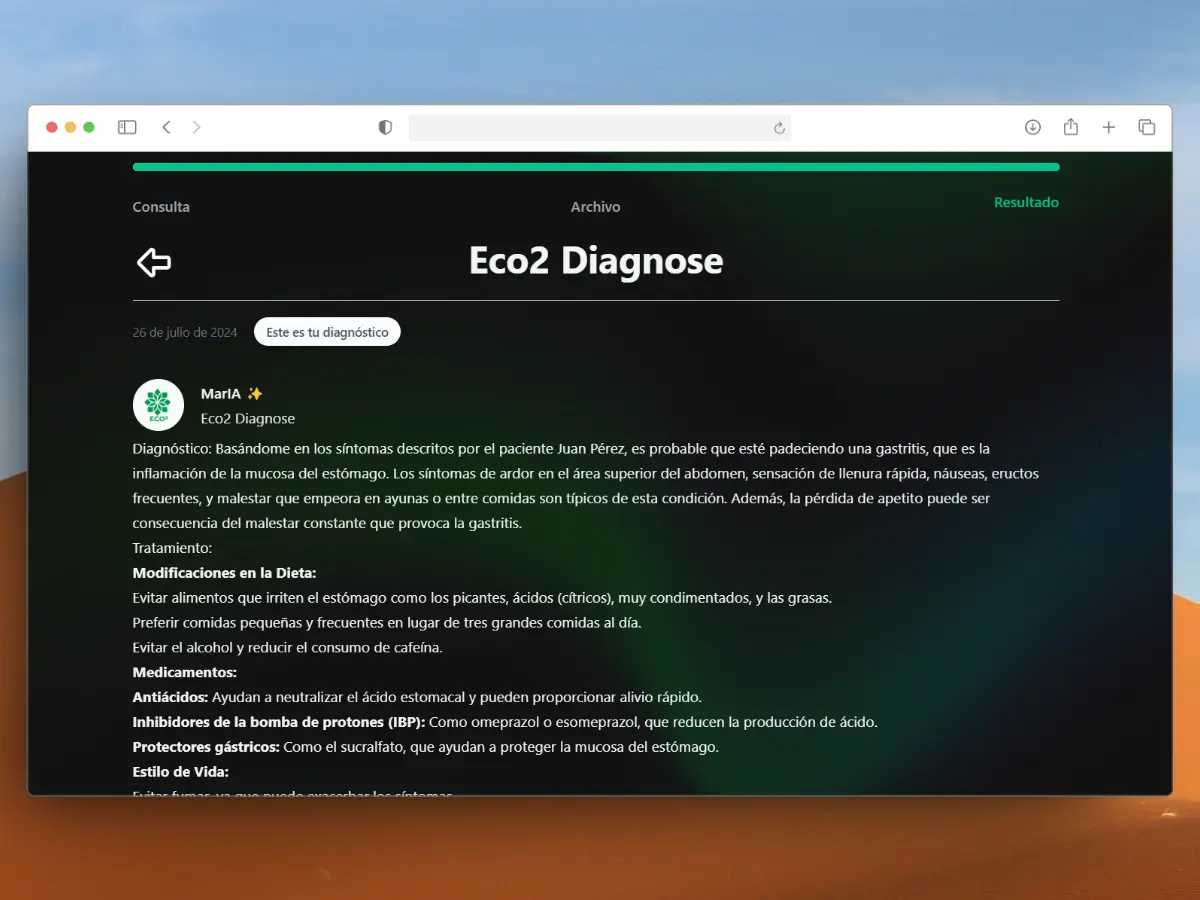 Consulta
Archivo
Resultado
Eco2 Diagnose
26 de julio de 2024
Este es tu diagnóstico
ECO²
MarIA ✨
Eco2 Diagnose
Diagnóstico: Basándome en los síntomas descritos por el paciente Juan Pérez, es probable que esté padeciendo una gastritis, que es la
inflamación de la mucosa del estómago. Los síntomas de ardor en el área superior del abdomen, sensación de llenura rápida, náuseas, eructos
frecuentes, y malestar que empeora en ayunas o entre comidas son típicos de esta condición. Además, la pérdida de apetito puede ser
consecuencia del malestar constante que provoca la gastritis.
Tratamiento:
Modificaciones en la Dieta:
Evitar alimentos que irriten el estómago como los picantes, ácidos (cítricos), muy condimentados, y las grasas.
Preferir comidas pequeñas y frecuentes en lugar de tres grandes comidas al día.
Evitar el alcohol y reducir el consumo de cafeína.
Medicamentos:
Antiácidos: Ayudan a neutralizar el ácido estomacal y pueden proporcionar alivio rápido.
Inhibidores de la bomba de protones (IBP): Como omeprazol o esomeprazol, que reducen la producción de ácido.
Protectores gástricos: Como el sucralfato, que ayudan a proteger la mucosa del estómago.
Estilo de Vida:
Evitar fumar, ya que puede exacerbar los síntomas.